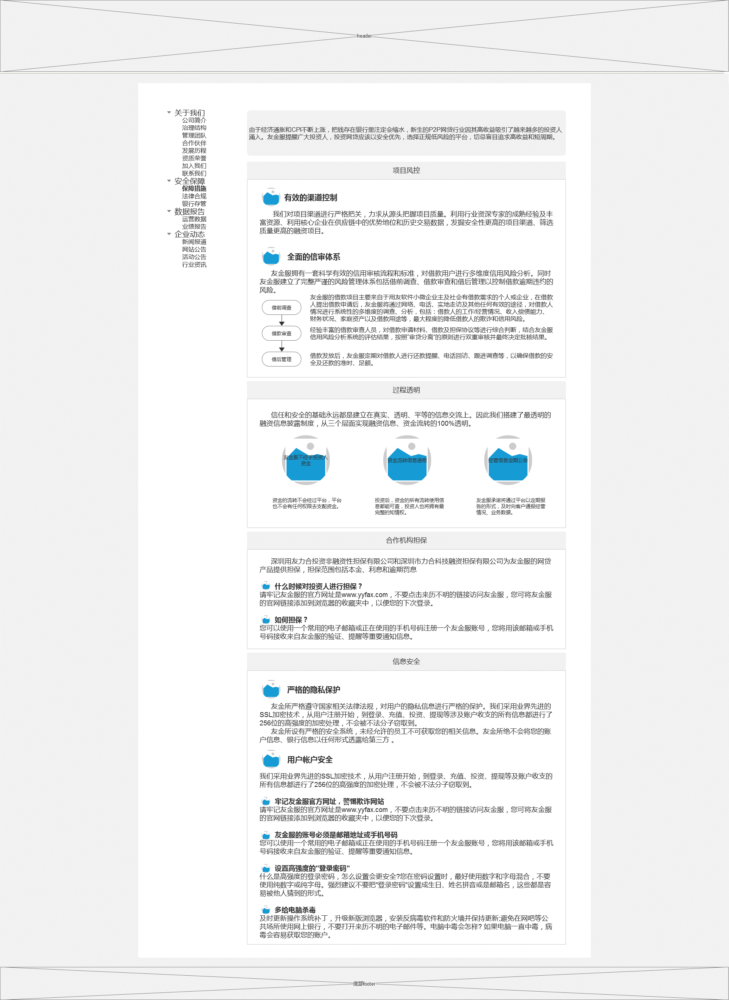 header
关于我们
公司简介
治理结构
管理团队
合作伙伴
发展历程
资质荣誉
加入我们
联系我们
安全保障
保障措施
法律合规
银行存管
数据报告
运营数据
业绩报告
企业动态
新闻报道
网站公告
活动公告
行业资讯
由于经济通胀和CPI不断上涨，把钱存在银行里注定会缩水，新生的P2P网贷行业因其高收益吸引了越来越多的投资人
涌入。友金服提醒广大投资人，投资网贷应该以安全优先，选择正规低风险的平台，切忌盲目追求高收益和短周期。
项目风控
有效的渠道控制
我们对项目渠道进行严格把关，力求从源头把握项目质量。利用行业资深专家的成熟经验及丰
富资源、利用核心企业在供应链中的优势地位和历史交易数据，发掘安全性更高的项目渠道、筛选
质量更高的融资项目。
全面的信审体系
友金服拥有一套科学有效的信用审核流程和标准，对借款用户进行多维度信用风险分析。同时
友金服建立了完整严谨的风险管理体系包括借前调查、借款审查和借后管理以控制借款逾期违约的
风险。
借前调查
友金服的借款项目主要来自于用友软件小微企业主及社会有借款需求的个人或企业，在借款
人提出借款申请后，友金服将通过网络、电话、实地走访及其他任何有效的途径，对借款人
情况进行系统性的多维度的调查、分析，包括：借款人的工作/经营情况、收入偿债能力、
财务状况、家庭资产以及借款用途等，最大程度的降低借款人的欺诈和信用风险。
借款审查
经验丰富的借款审查人员，对借款申请材料、借款及担保协议等进行综合判断，结合友金服
信用风险分析系统的评估结果，按照“审贷分离”的原则进行双重审核并最终决定批核结果。
借后管理
借款发放后，友金服定期对借款人进行还款提醒、电话回访、跟进调查等，以确保借款的安
全及还款的准时、足额。
过程透明
信任和安全的基础永远都是建立在真实、透明、平等的信息交流上。因此我们搭建了最透明的
融资信息披露制度，从三个层面实现融资信息、资金流转的100%透明。
友金服不经手投资人
资金
资金流转信息透明
经营信息定期公告
资金的流转不会经过平台，平台
也不会有任何权限去支配资金。
投资后，资金的所有流转使用信
息都能可查，投资人也将拥有最
完整的知情权。
友金服承诺将通过平台以定期报
告的形式，及时向客户通报经营
情况、业务数据。
合作机构担保
深圳用友力合投资非融资性担保有限公司和深圳市力合科技融资担保有限公司为友金服的网贷
产品提供担保，担保范围包括本金、利息和逾期罚息
什么时候对投资人进行担保？
请牢记友金服的官方网址是www.yyfax.com，不要点击来历不明的链接访问友金服，您可将友金服
的官网链接添加到浏览器的收藏夹中，以便您的下次登录。
如何担保？
您可以使用一个常用的电子邮箱或正在使用的手机号码注册一个友金服账号，您将用该邮箱或手机
号码接收来自友金服的验证、提醒等重要通知信息。
信息安全
严格的隐私保护
友金所严格遵守国家相关法律法规，对用户的隐私信息进行严格的保护。我们采用业界先进的
SSL加密技术，从用户注册开始，到登录、充值、投资、提现等涉及账户收支的所有信息都进行了
256位的高强度的加密处理，不会被不法分子窃取到。
友金所设有严格的安全系统，未经允许的员工不可获取您的相关信息。友金所绝不会将您的账
户信息、银行信息以任何形式透露给第三方 。
用户帐户安全
我们采用业界先进的SSL加密技术，从用户注册开始，到登录、充值、投资、提现等及账户收支的
所有信息都进行了256位的高强度的加密处理，不会被不法分子窃取到。
牢记友金服官方网址，警惕欺诈网站
请牢记友金服的官方网址是www.yyfax.com，不要点击来历不明的链接访问友金服，您可将友金服
的官网链接添加到浏览器的收藏夹中，以便您的下次登录。
友金服的账号必须是邮箱地址或手机号码
您可以使用一个常用的电子邮箱或正在使用的手机号码注册一个友金服账号，您将用该邮箱或手机
号码接收来自友金服的验证、提醒等重要通知信息。
设置高强度的"登录密码"
什么是高强度的登录密码，怎么设置会更安全?您在密码设置时，最好使用数字和字母混合，不要
使用纯数字或纯字母。强烈建议不要把"登录密码"设置成生日、姓名拼音或是邮箱名，这些都是容
易被他人猜到的形式。
多给电脑杀毒
及时更新操作系统补丁，升级新版浏览器，安装反病毒软件和防火墙并保持更新;避免在网吧等公
共场所使用网上银行，不要打开来历不明的电子邮件等。电脑中毒会怎样? 如果电脑一直中毒，病
毒会容易获取您的账户。
底部footer